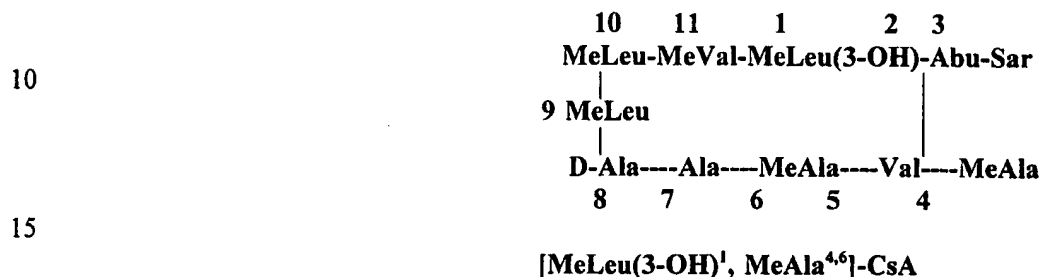 10 11 1 2 3
MeLeu-MeVal-MeLeu(3-OH)-Abu-Sar
10
9 MeLeu
D-Ala----Ala----MeAla----Val----MeAla
8 7 6 5 4
15
[MeLeu(3-OH)¹, MeAla⁴,⁶]-CsA